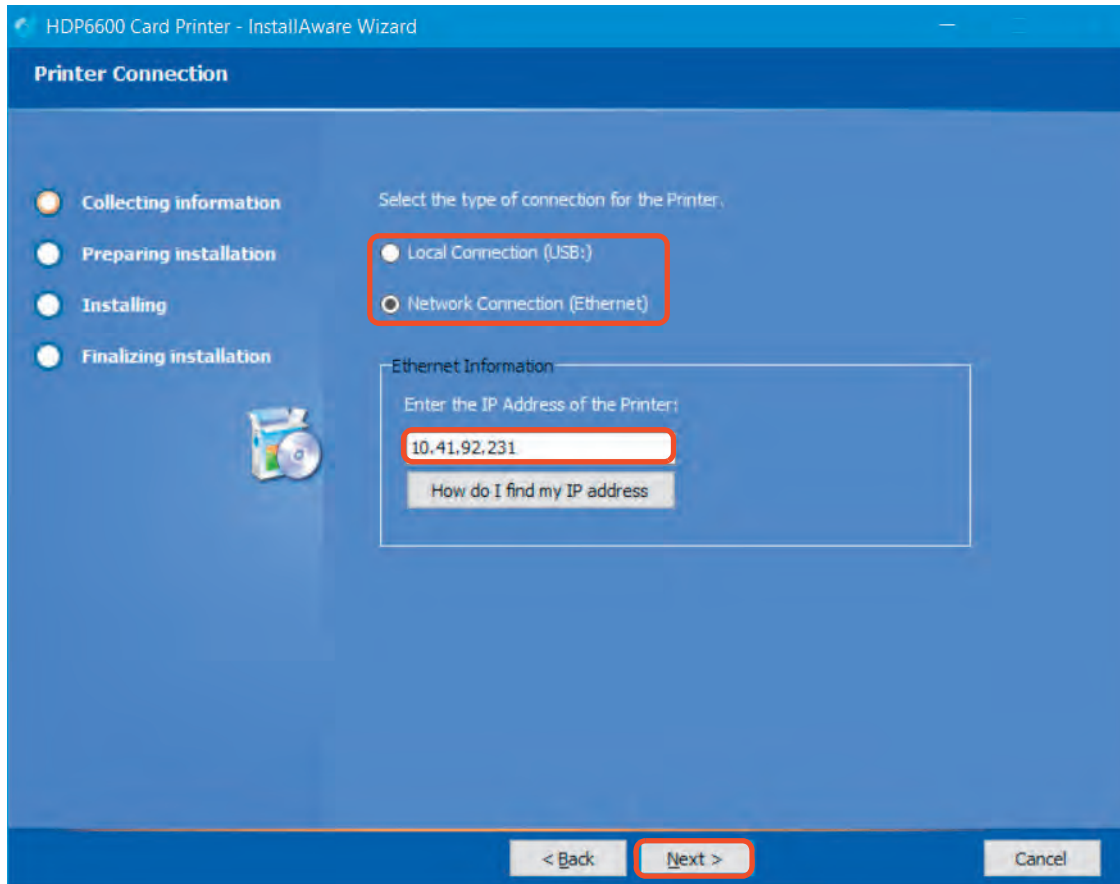 HDP6600 Card Printer - InstallAware Wizard
Printer Connection
Collecting information
Preparing installation
Installing
Finalizing installation
Select the type of connection for the Printer.
Local Connection (USB:)
Network Connection (Ethernet)
Ethernet Information
Enter the IP Address of the Printer:
10.41.92.231
How do I find my IP address
< Back
Next >
Cancel